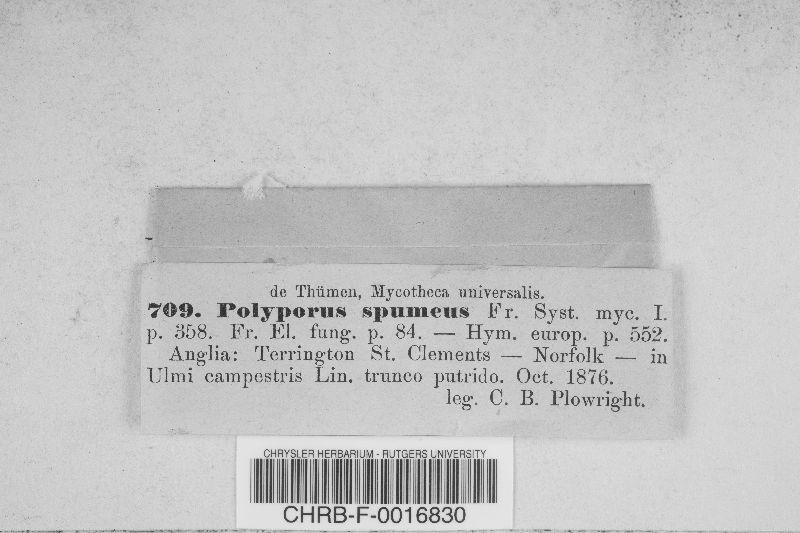 de Thümen, Mycotheca universalis.
709. Polyporus spumeus Fr. Syst. myc. I.
p. 358. Fr. El. fung. p. 84. — Hym. europ. p. 552.
Anglia: Terrington St. Clements — Norfolk — in
Ulmi campestris Lin. trunco putrido. Oct. 1876.
leg. C. B. Plowright.
CHRYSLER HERBARIUM - RUTGERS UNIVERSITY
CHRB-F-0016830